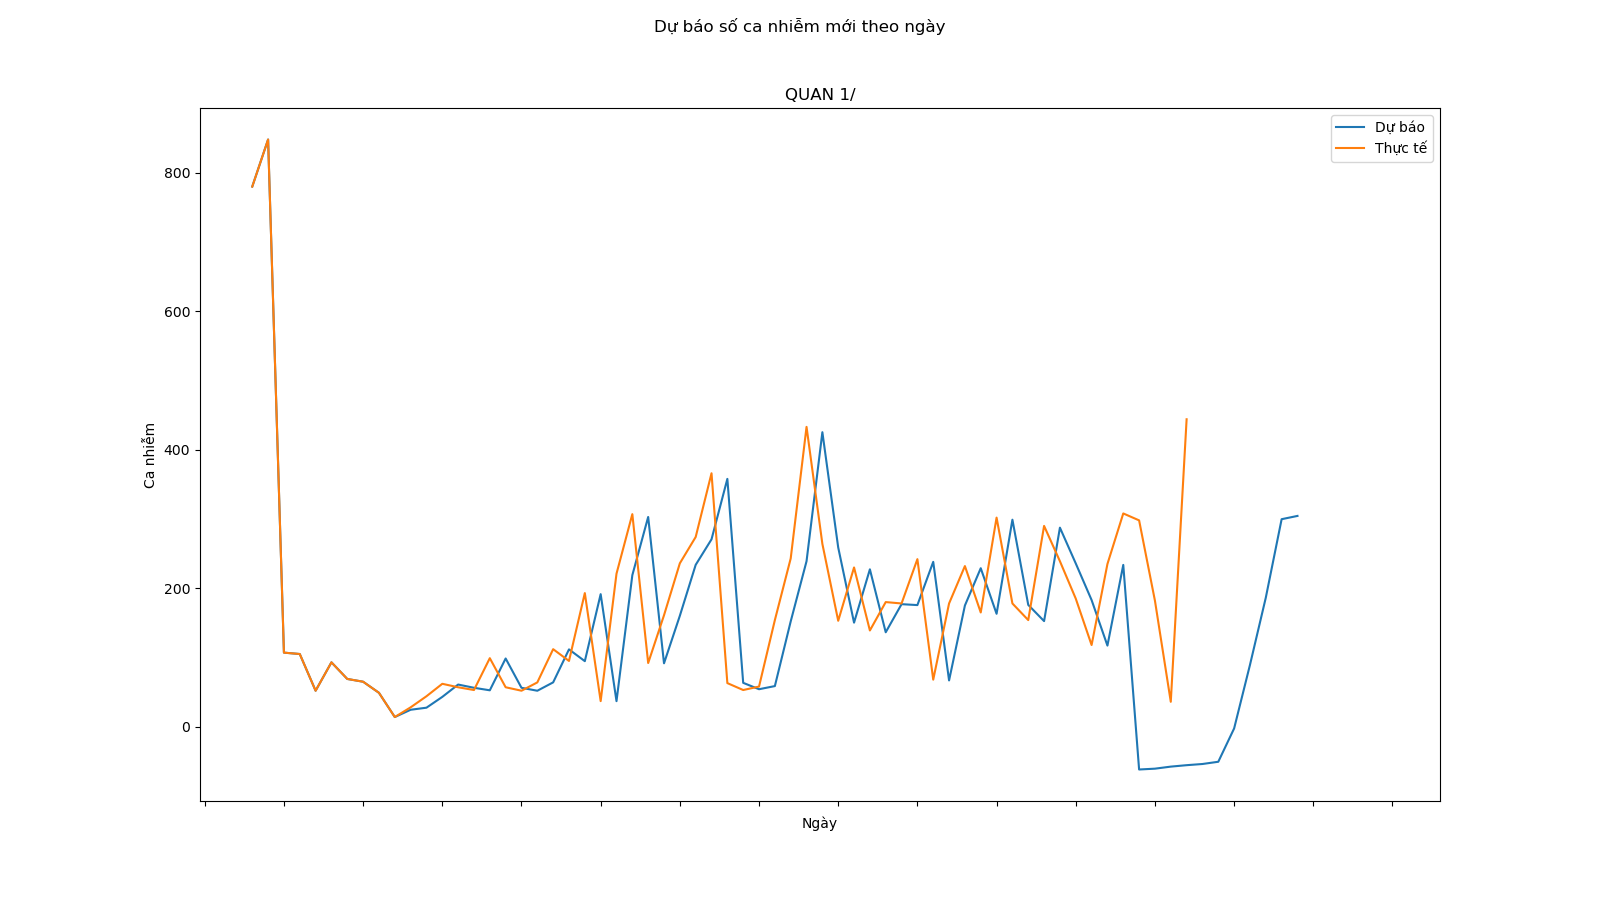 Dự báo số ca nhiễm mới theo ngày
QUAN 1/
Dự báo
Thực tế
800
600
400
200
0
Ca nhiễm
Ngày